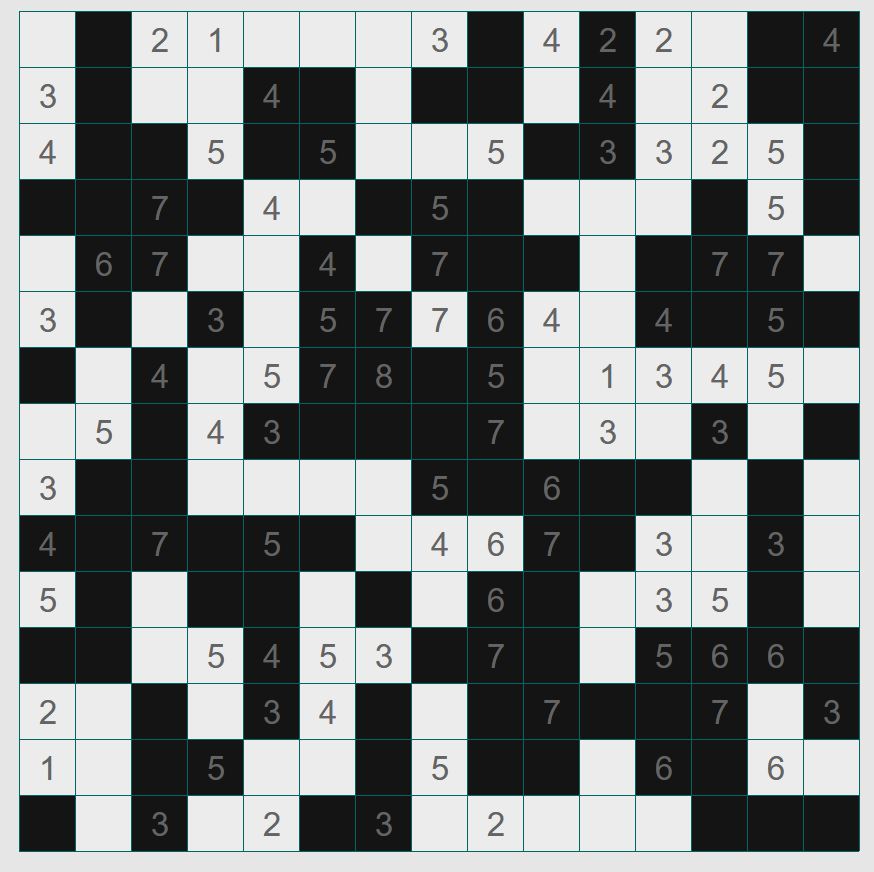 2 1 3 4 2 2 4
3 4 4 2
4 5 5 5 3 3 2 5
7 4 5 5
6 7 4 7 7 7
3 3 5 7 7 6 4 4 5
4 5 7 8 5 1 3 4 5
5 4 3 7 3 3
3 5 6
4 7 5 4 6 7 3 3
5 6 3 5
5 4 5 3 7 5 6 6
2 3 4 7 7 3
1 5 5 6 6
3 2 3 2